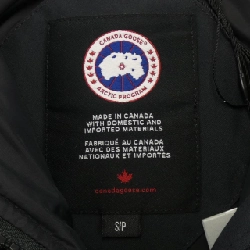 CANADA GOOSE
ARCTIC PROGRAM
MADE IN CANADA
WITH DOMESTIC AND
IMPORTED MATERIALS
FABRIQUÉ AU CANADA
AVEC DES MATERIAUX
NATIONAUX ET IMPORTÉS
canadagoose.com
S/P